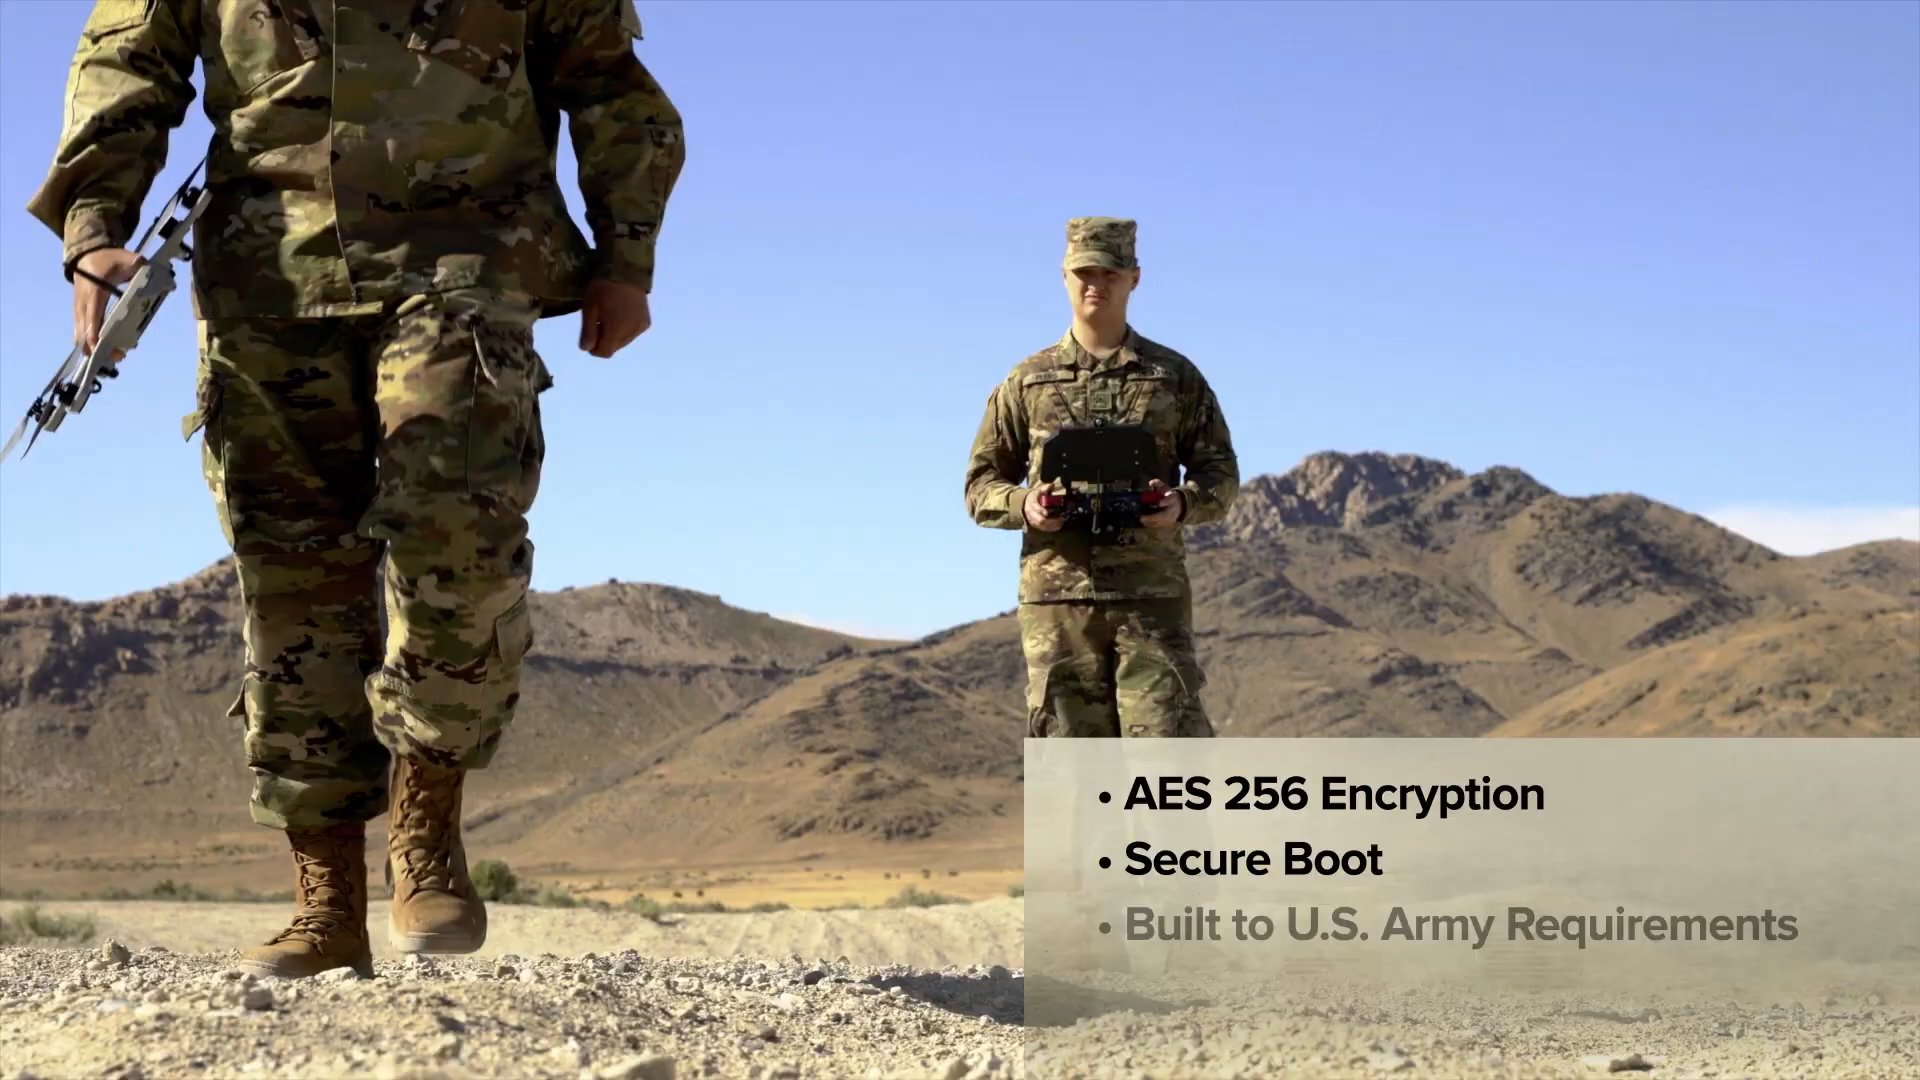 • AES 256 Encryption
• Secure Boot
• Built to U.S. Army Requirements